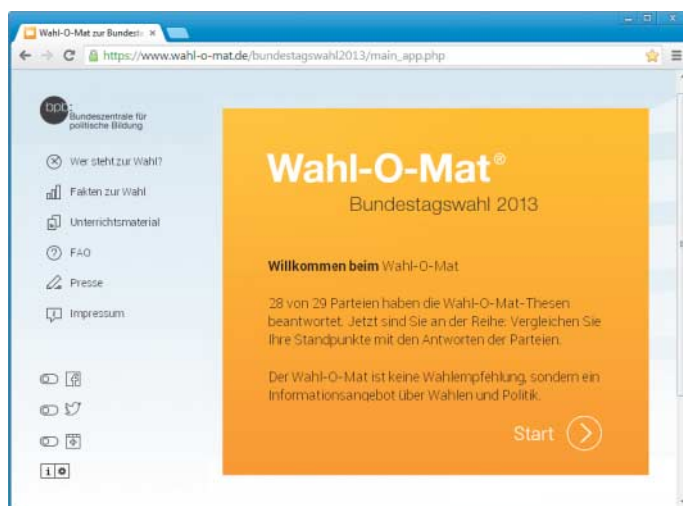 Wahl-O-Mat zur Bundest
https://www.wahl-o-mat.de/bundestagswahl2013/main_app.php
bpb:
Bundeszentrale für
politische Bildung
Wer steht zur Wahl?
Fakten zur Wahl
Unterrichtsmaterial
FAQ
Presse
Impressum
Wahl-O-Mat®
Bundestagswahl 2013
Willkommen beim Wahl-O-Mat
28 von 29 Parteien haben die Wahl-O-Mat-Thesen
beantwortet. Jetzt sind Sie an der Reihe: Vergleichen Sie
Ihre Standpunkte mit den Antworten der Parteien.
Der Wahl-O-Mat ist keine Wahlempfehlung, sondern ein
Informationsangebot über Wahlen und Politik.
Start